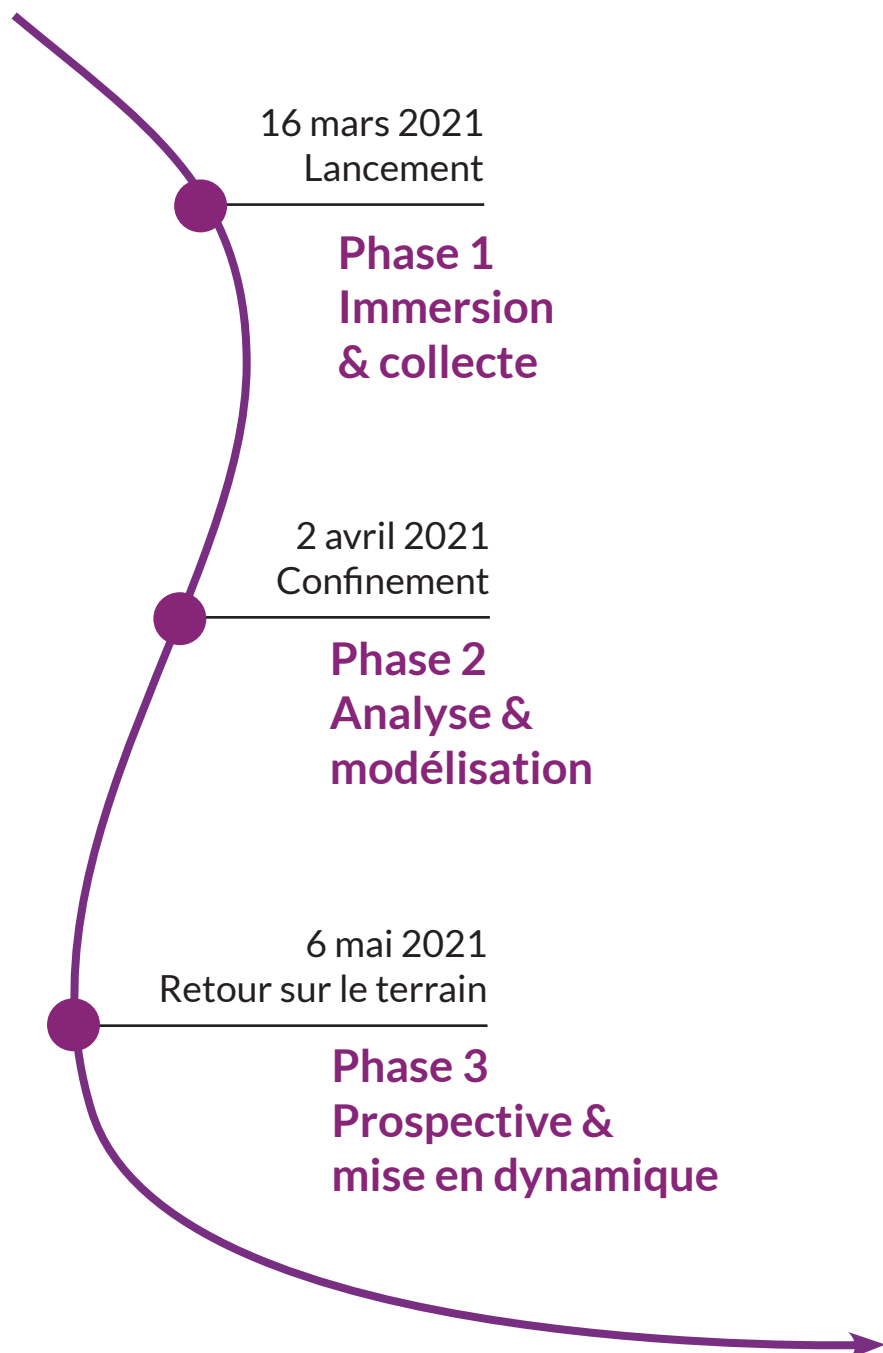 16 mars 2021
Lancement
Phase 1
Immersion
& collecte
2 avril 2021
Confinement
Phase 2
Analyse &
modélisation
6 mai 2021
Retour sur le terrain
Phase 3
Prospective &
mise en dynamique